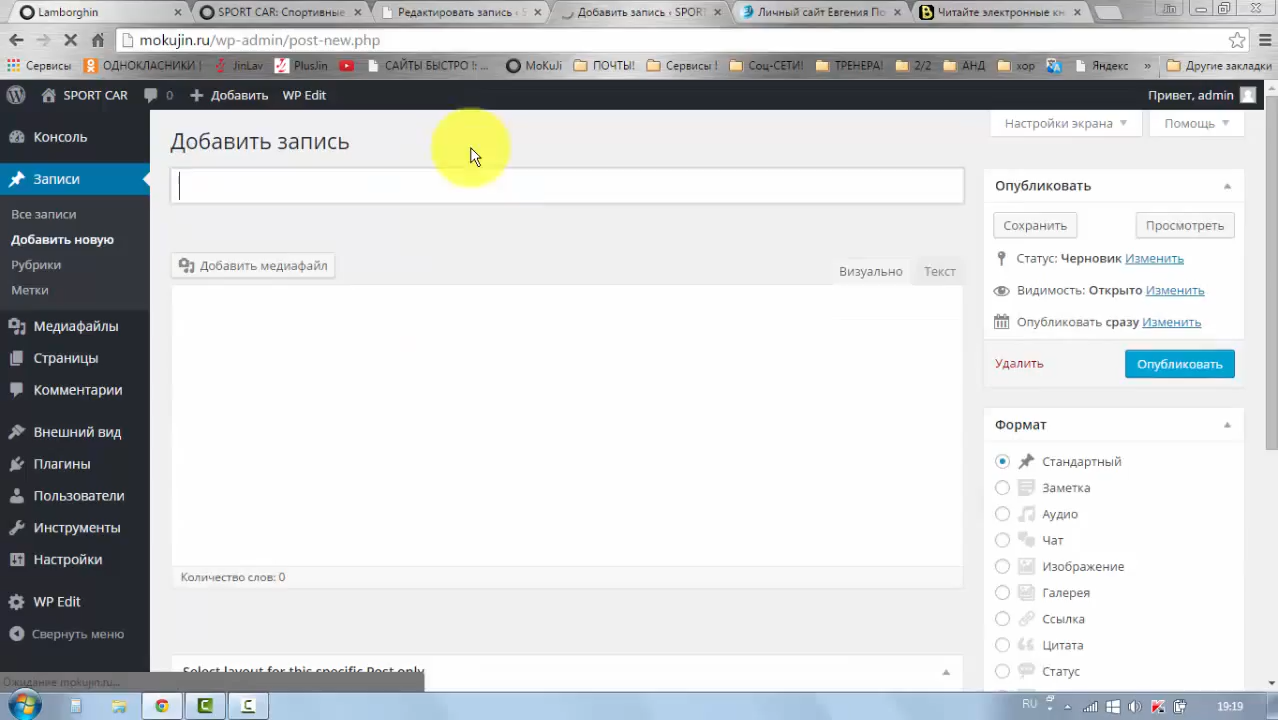 Lamborghin
SPORT CAR: Спортивные
Редактировать запись ‹ S
Добавить запись ‹ SPORT
Личный сайт Евгения По
Читайте электронные кн
mokujin.ru/wp-admin/post-new.php
Сервисы
ОДНОКЛАСНИКИ
JinLav
PlusJin
САЙТЫ БЫСТРО !: ...
MoKuJi
ПОЧТЫ!
Сервисы !
Соц-СЕТИ!
ТРЕНЕРА!
2/2
АНД
хор
Яндекс
»
Другие закладки
SPORT CAR
0
Добавить
WP Edit
Привет, admin
Консоль
Записи
Все записи
Добавить новую
Рубрики
Метки
Медиафайлы
Страницы
Комментарии
Внешний вид
Плагины
Пользователи
Инструменты
Настройки
WP Edit
Свернуть меню
Настройки экрана
Помощь
Добавить запись
Добавить медиафайл
Визуально
Текст
Количество слов: 0
Select layout for this specific Post only
Опубликовать
Сохранить
Просмотреть
Статус: Черновик Изменить
Видимость: Открыто Изменить
Опубликовать сразу Изменить
Удалить
Опубликовать
Формат
Стандартный
Заметка
Аудио
Чат
Изображение
Галерея
Ссылка
Цитата
Статус
Ожидание mokujin.ru...
RU
19:19